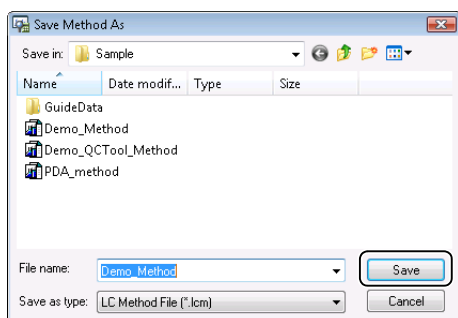 Save Method As
Save in: Sample
Name Date modif... Type Size
GuideData
Demo_Method
Demo_QCTool_Method
PDA_method
File name: Demo_Method Save
Save as type: LC Method File (*.lcm) Cancel